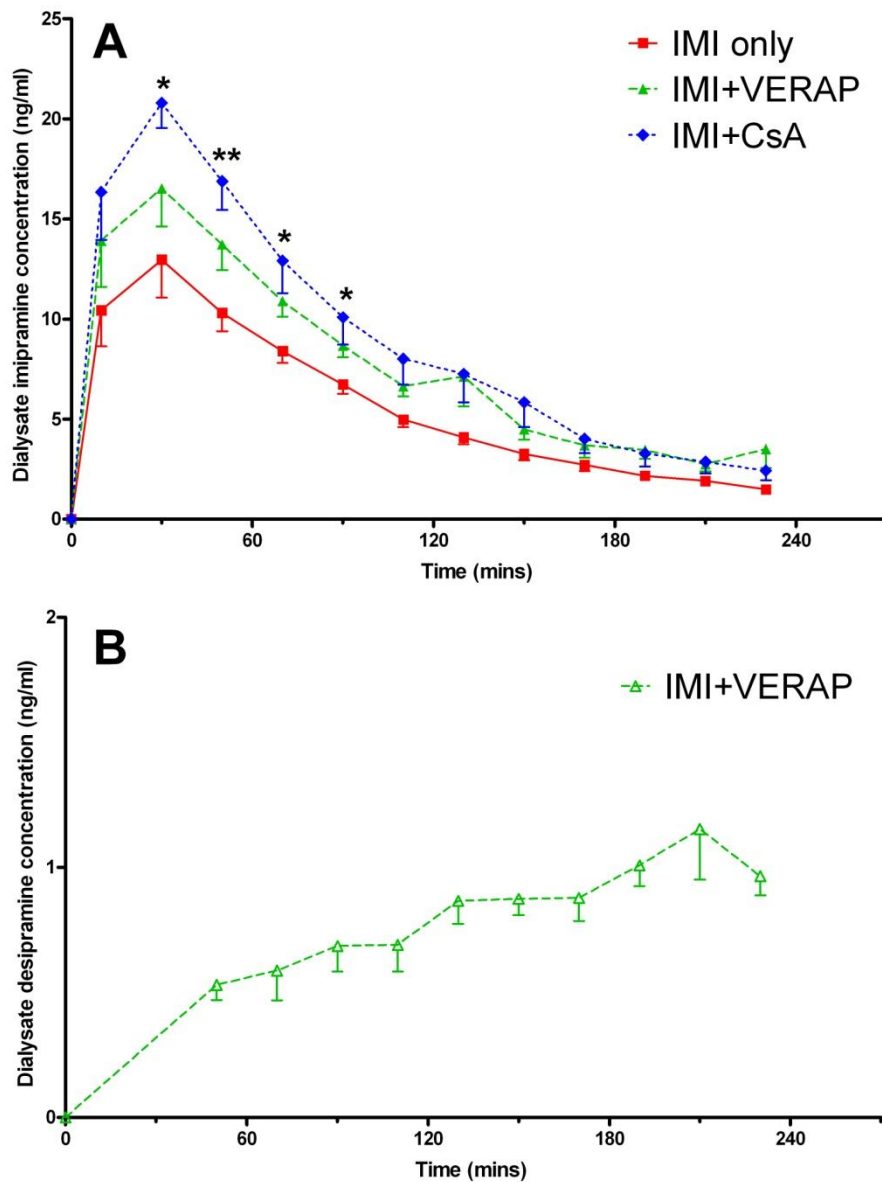 A
IMI only
IMI+VERAP
IMI+CsA
25
20
15
10
5
0
*
**
*
*
0 60 120 180 240
Dialysate imipramine concentration (ng/ml)
Time (mins)
B
IMI+VERAP
2
1
0
0 60 120 180 240
Dialysate desipramine concentration (ng/ml)
Time (mins)